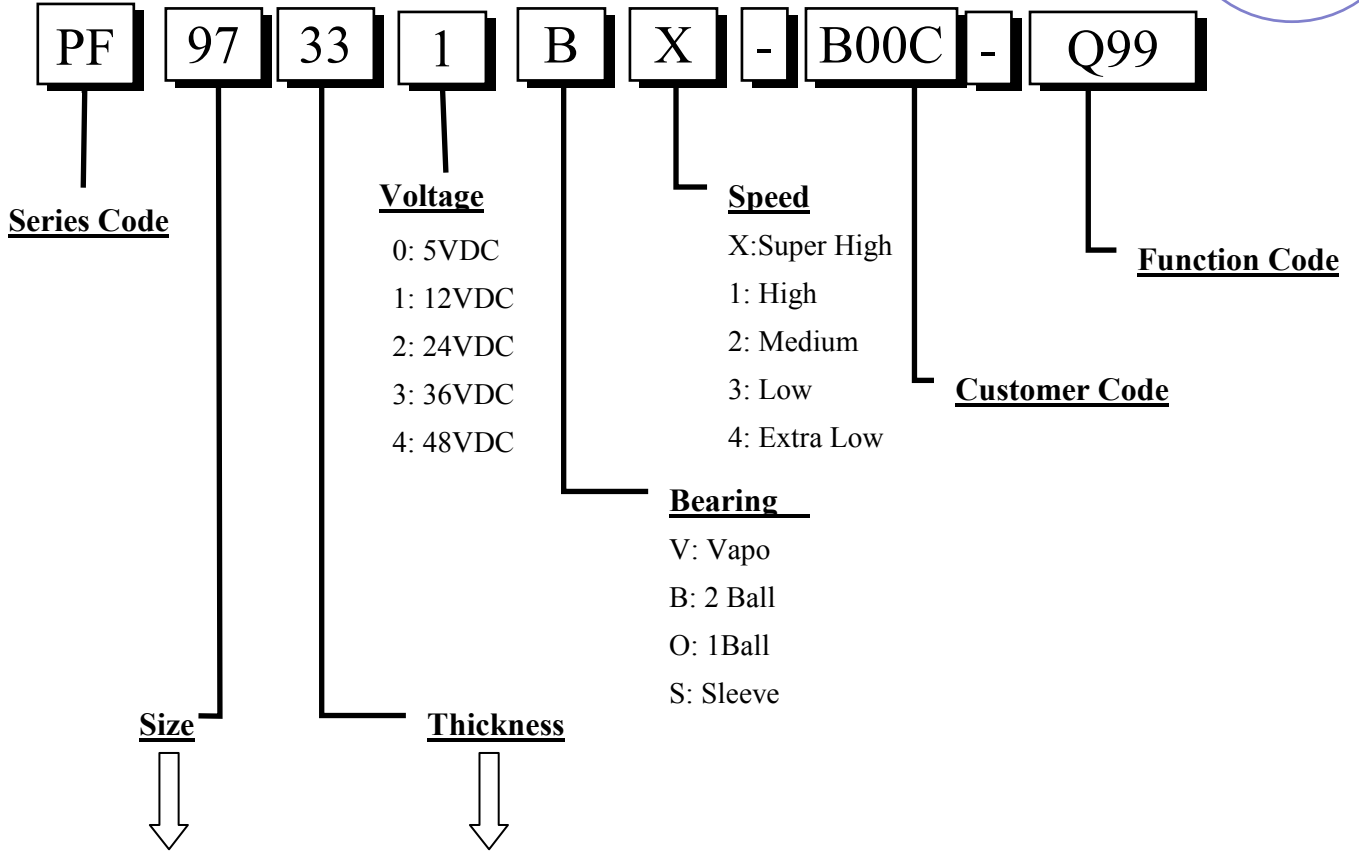 PF 97 33 1 B X - B00C - Q99
Series Code
Voltage
0: 5VDC
1: 12VDC
2: 24VDC
3: 36VDC
4: 48VDC
Speed
X:Super High
1: High
2: Medium
3: Low
4: Extra Low
Function Code
Customer Code
Bearing
V: Vapo
B: 2 Ball
O: 1Ball
S: Sleeve
Size
Thickness